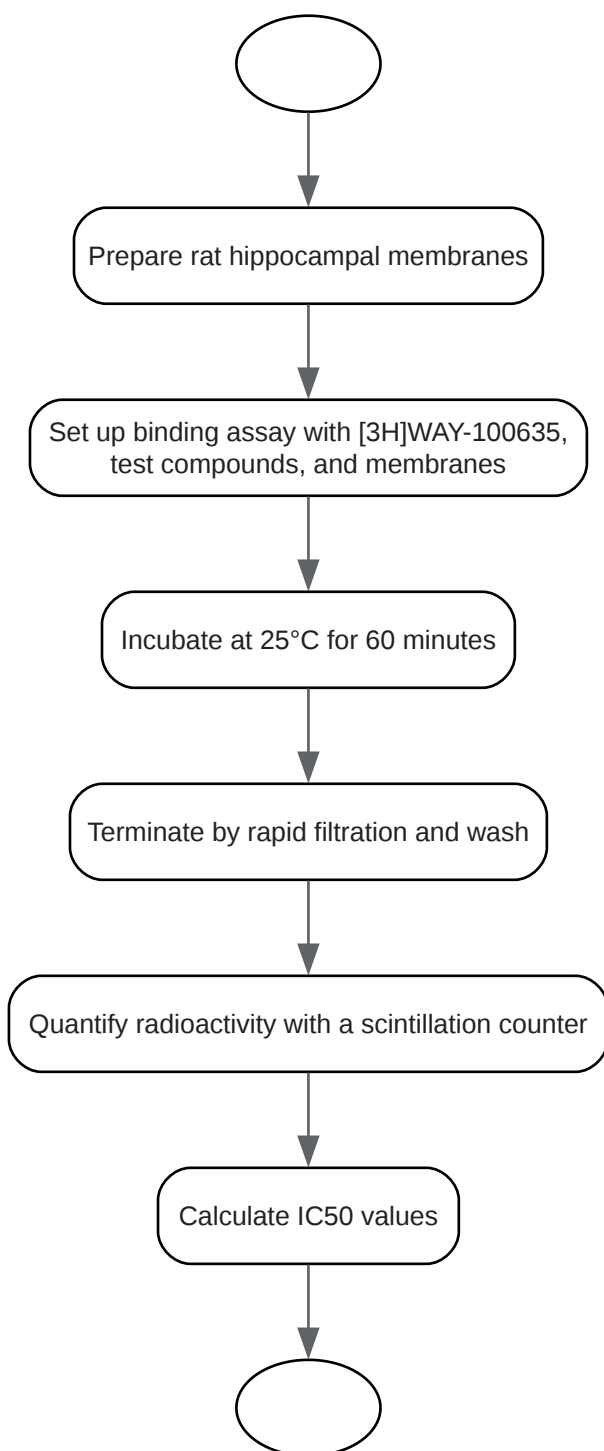 Prepare rat hippocampal membranes
Set up binding assay with [3H]WAY-100635,
test compounds, and membranes
Incubate at 25°C for 60 minutes
Terminate by rapid filtration and wash
Quantify radioactivity with a scintillation counter
Calculate IC50 values